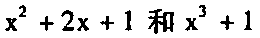 x² + 2x + 1 和 x³ + 1